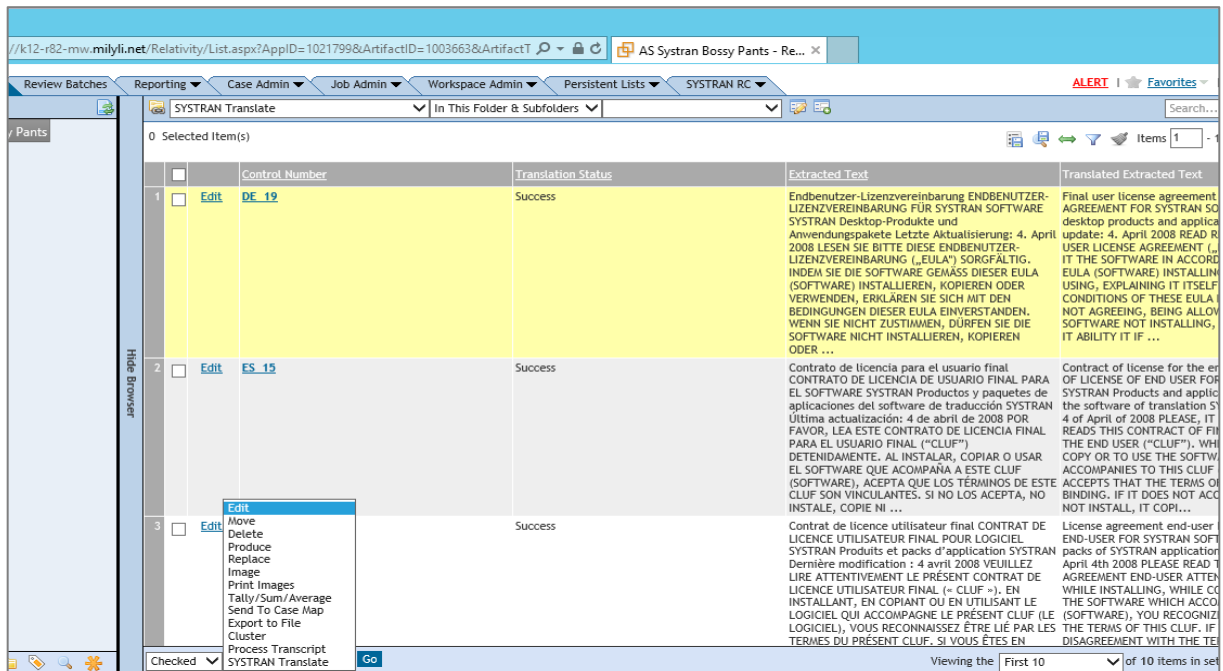 //k12-r82-mw.milyli.net/Relativity/List.aspx?AppID=1021799&ArtifactID=1003663&ArtifactT
AS Systran Bossy Pants - Re...
Review Batches Reporting Case Admin Job Admin Workspace Admin Persistent Lists SYSTRAN RC ALERT | Favorites
SYSTRAN Translate In This Folder & Subfolders Search...
Pants
0 Selected Item(s) Items 1 - 1
Control Number Translation Status Extracted Text Translated Extracted Text
1 Edit DE_19 Success
Endbenutzer-Lizenzvereinbarung ENDBENUTZER-
LIZENZVEREINBARUNG FÜR SYSTRAN SOFTWARE
SYSTRAN Desktop-Produkte und
Anwendungspakete Letzte Aktualisierung: 4. April
2008 LESEN SIE BITTE DIESE ENDBENUTZER-
LIZENZVEREINBARUNG („EULA") SORGFÄLTIG.
INDEM SIE DIE SOFTWARE GEMÄSS DIESER EULA
(SOFTWARE) INSTALLIEREN, KOPIEREN ODER
VERWENDEN, ERKLÄREN SIE SICH MIT DEN
BEDINGUNGEN DIESER EULA EINVERSTANDEN.
WENN SIE NICHT ZUSTIMMEN, DÜRFEN SIE DIE
SOFTWARE NICHT INSTALLIEREN, KOPIEREN
ODER ...
Final user license agreement
AGREEMENT FOR SYSTRAN SO
desktop products and applica
update: 4. April 2008 READ R
USER LICENSE AGREEMENT („
IT THE SOFTWARE IN ACCORD
EULA (SOFTWARE) INSTALLIN
USING, EXPLAINING IT ITSELF
CONDITIONS OF THESE EULA
NOT AGREEING, BEING ALLOW
SOFTWARE NOT INSTALLING,
IT ABILITY IT IF ...
Hide Browser
2 Edit ES_15 Success
Contrato de licencia para el usuario final
CONTRATO DE LICENCIA DE USUARIO FINAL PARA
EL SOFTWARE SYSTRAN Productos y paquetes de
aplicaciones del software de traducción SYSTRAN
Última actualización: 4 de abril de 2008 POR
FAVOR, LEA ESTE CONTRATO DE LICENCIA FINAL
PARA EL USUARIO FINAL ("CLUF")
DETENIDAMENTE. AL INSTALAR, COPIAR O USAR
EL SOFTWARE QUE ACOMPAÑA A ESTE CLUF
(SOFTWARE), ACEPTA QUE LOS TÉRMINOS DE ESTE
CLUF SON VINCULANTES. SI NO LOS ACEPTA, NO
INSTALE, COPIE NI ...
Contract of license for the en
OF LICENSE OF END USER FOR
SYSTRAN Products and applic
the software of translation SY
4 of April of 2008 PLEASE, IT
READS THIS CONTRACT OF FI
THE END USER ("CLUF"). WHI
COPY OR TO USE THE SOFTW
ACCOMPANIES TO THIS CLUF
ACCEPTS THAT THE TERMS OF
BINDING. IF IT DOES NOT ACC
NOT INSTALL, IT COPI...
3 Edit Success
Contrat de licence utilisateur final CONTRAT DE
LICENCE UTILISATEUR FINAL POUR LOGICIEL
SYSTRAN Produits et packs d'application SYSTRAN
Dernière modification : 4 avril 2008 VEUILLEZ
LIRE ATTENTIVEMENT LE PRÉSENT CONTRAT DE
LICENCE UTILISATEUR FINAL (« CLUF »). EN
INSTALLANT, EN COPIANT OU EN UTILISANT LE
LOGICIEL QUI ACCOMPAGNE LE PRÉSENT CLUF (LE
LOGICIEL), VOUS RECONNAISSEZ ÊTRE LIÉ PAR LES
TERMES DU PRÉSENT CLUF. SI VOUS ÊTES EN
License agreement end-user
END-USER FOR SYSTRAN SOFT
packs of SYSTRAN application
April 4th 2008 PLEASE READ T
AGREEMENT END-USER ATTEN
WHILE INSTALLING, WHILE CO
THE SOFTWARE WHICH ACCO
(SOFTWARE), YOU RECOGNIZ
THE TERMS OF THIS CLUF. IF
DISAGREEMENT WITH THE TE
Edit
Move
Delete
Produce
Replace
Image
Print Images
Tally/Sum/Average
Send To Case Map
Export to File
Cluster
Process Transcript
SYSTRAN Translate
Checked Go Viewing the First 10 of 10 items in set